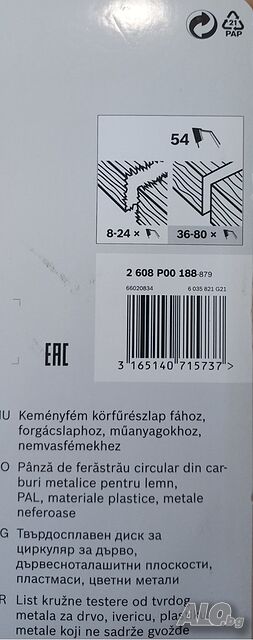 21
PAP
54
8-24 × 36-80 ×
2 608 P00 188-879
66020834 6 035 821 G21
3 165140 715737 >
EAC
U Keményfém körfűrészlap fához,
forgácslaphoz, műanyagokhoz,
nemvasfémekhez
O Pânză de ferăstrău circular din car-
buri metalice pentru lemn,
PAL, materiale plastice, metale
neferoase
G Твърдосплавен диск за
циркуляр за дърво,
дървесноталашитни плоскости,
пластмаси, цветни метали
R List kružne testere od tvrdog
metala za drvo, ivericu, plas
metale koji ne sadrže gvožđe
ALO.bg